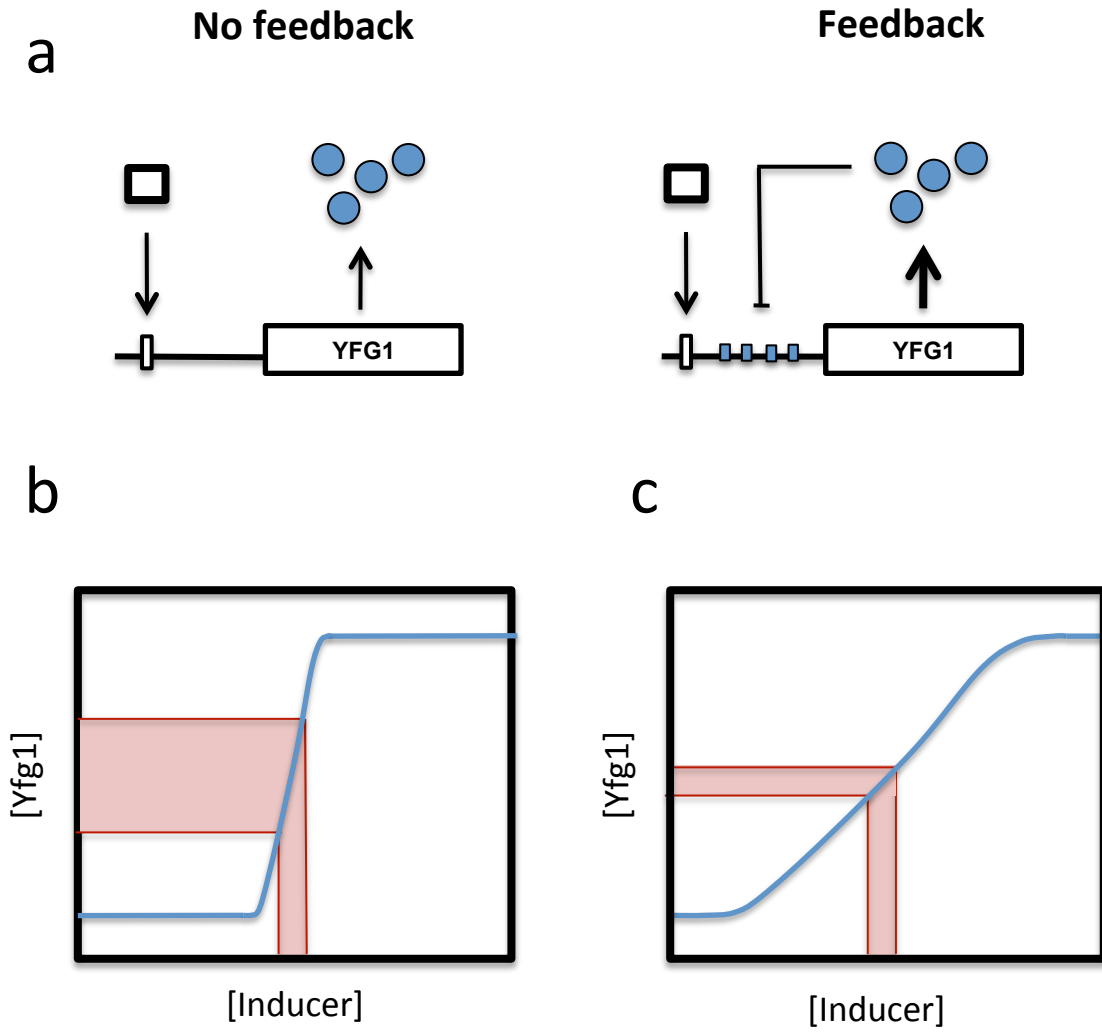 No feedback
Feedback
a
YFG1
YFG1
b
c
[Yfg1]
[Yfg1]
[Inducer]
[Inducer]